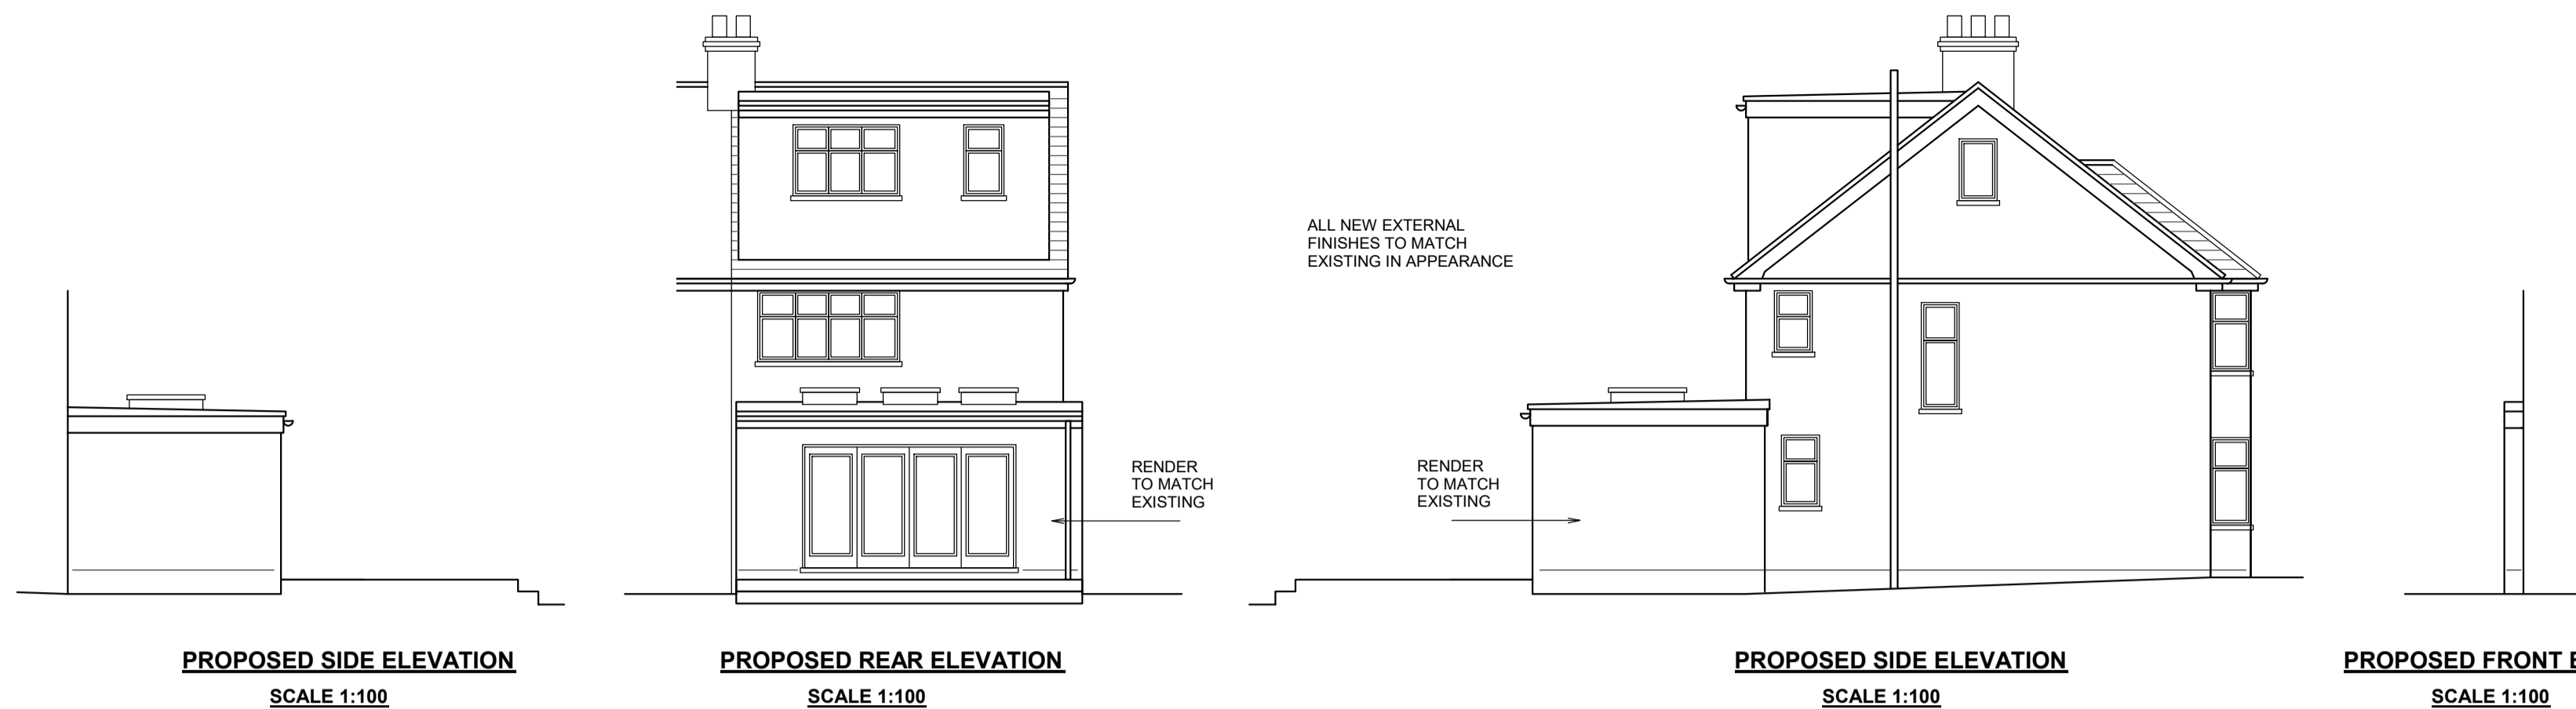 ALL NEW EXTERNAL
FINISHES TO MATCH
EXISTING IN APPEARANCE
RENDER
TO MATCH
EXISTING
RENDER
TO MATCH
EXISTING
PROPOSED SIDE ELEVATION
SCALE 1:100
PROPOSED REAR ELEVATION
SCALE 1:100
PROPOSED SIDE ELEVATION
SCALE 1:100
PROPOSED FRONT E
SCALE 1:100